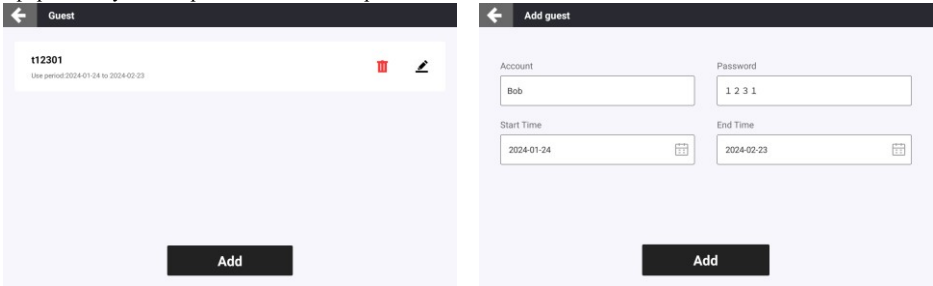 Guest
t12301
Use period:2024-01-24 to 2024-02-23
Add
Add guest
Account
Password
Bob
1 2 3 1
Start Time
End Time
2024-01-24
2024-02-23
Add